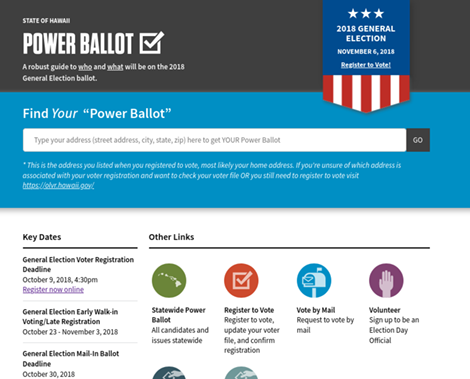 STATE OF HAWAII
POWER BALLOT
A robust guide to who and what will be on the 2018
General Election ballot.
2018 GENERAL
ELECTION
NOVEMBER 6, 2018
Register to Vote!
Find Your “Power Ballot”
Type your address (street address, city, state, zip) here to get YOUR Power Ballot
GO
* This is the address you listed when you registered to vote, most likely your home address. If you're unsure of which address is
associated with your voter registration and want to check your voter file OR you still need to register to vote visit
https://olvr.hawaii.gov/
Key Dates
General Election Voter Registration
Deadline
October 9, 2018, 4:30pm
Register now online
General Election Early Walk-in
Voting/Late Registration
October 23 - November 3, 2018
General Election Mail-In Ballot
Deadline
October 30, 2018
Other Links
Statewide Power
Ballot
All candidates and
issues statewide
Register to Vote
Register to vote,
update your voter
file, and confirm
registration
Vote by Mail
Request to vote by
mail
Volunteer
Sign up to be an
Election Day
Official